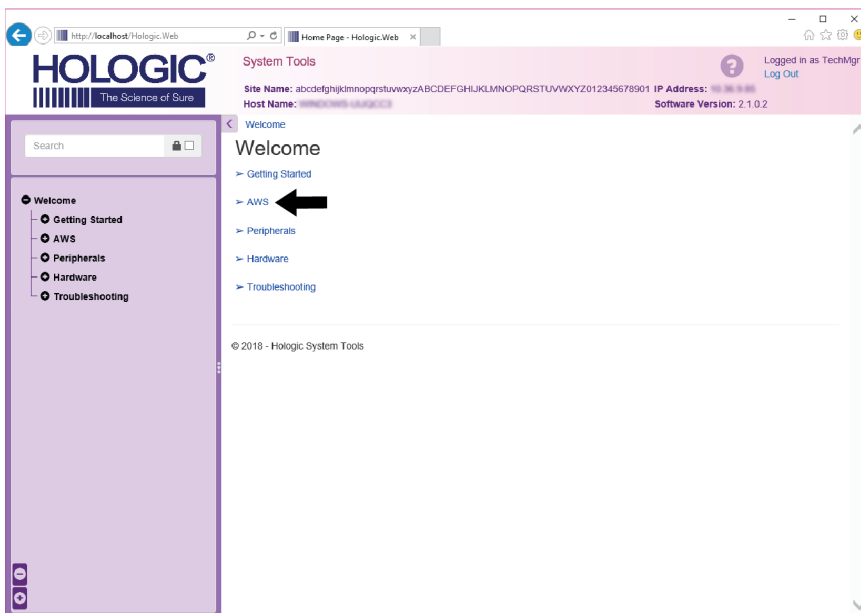 http://localhost/Hologic.Web
Home Page - Hologic.Web
HOLOGIC®
The Science of Sure
System Tools
Logged in as TechMgr
Log Out
Site Name: abcdefghijklmnopqrstuvwxyzABCDEFGHIJKLMNOPQRSTUVWXYZ012345678901 IP Address:
Host Name:
Software Version: 2.1.0.2
Search
Welcome
Getting Started
AWS
Peripherals
Hardware
Troubleshooting
Welcome
Welcome
➢ Getting Started
➢ AWS
➢ Peripherals
➢ Hardware
➢ Troubleshooting
© 2018 - Hologic System Tools